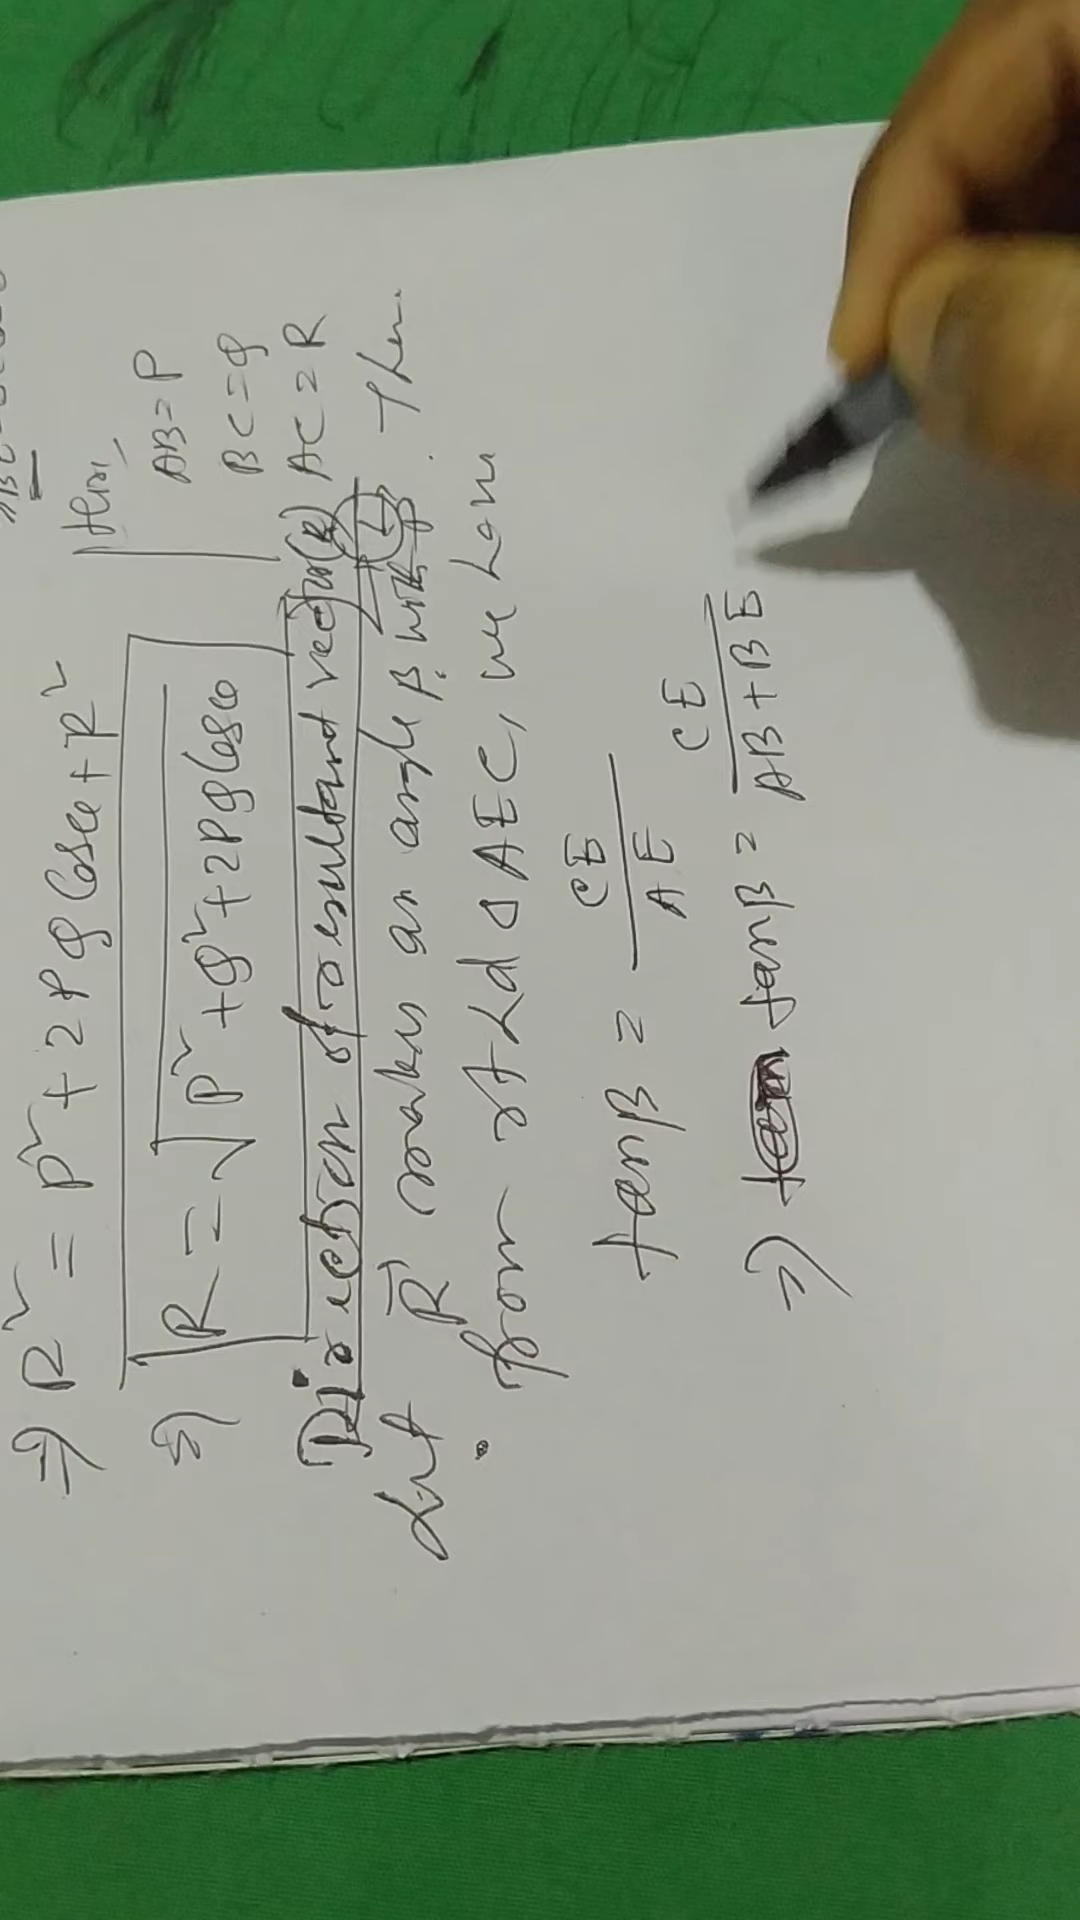 ⇒ R² = P² + 2PQ Cosθ + Q²
Here,
AB = P
BC = Q
AC = R
⇒ R = √P² + Q² + 2PQ Cosθ
Direction of resultant vector (R)
Let R⃗ makes an angle β with P⃗. Then
from rt ∠d Δ AEC, we have
tanβ = CE / AE
⇒ tanβ = CE / AB + BE